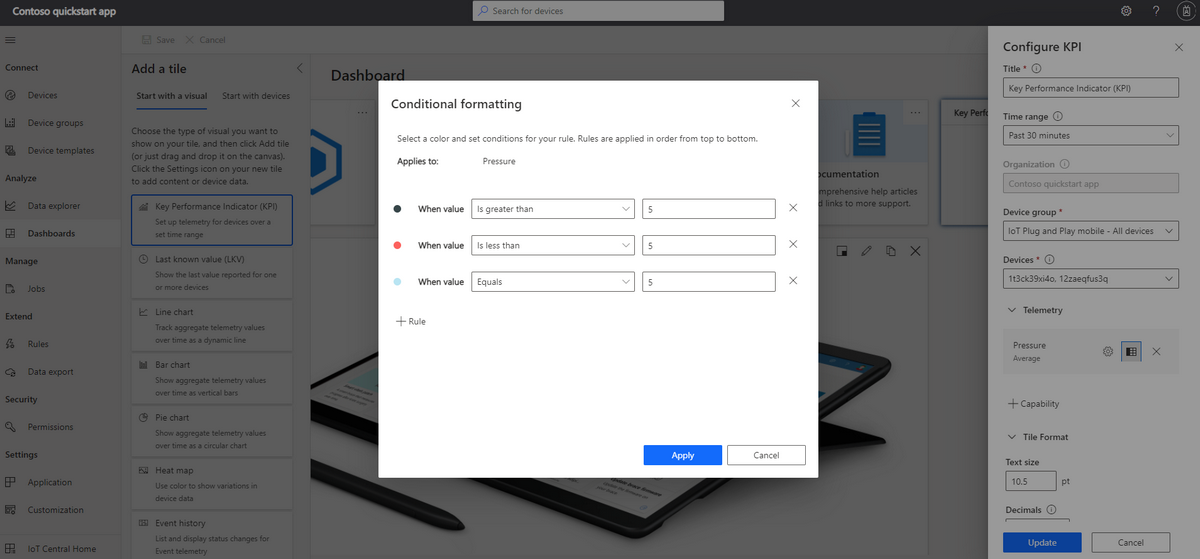 Contoso quickstart app
Search for devices
Save
Cancel
Connect
Devices
Device groups
Device templates
Analyze
Data explorer
Dashboards
Manage
Jobs
Extend
Rules
Data export
Security
Permissions
Settings
Application
Customization
IoT Central Home
Add a tile
Start with a visual
Start with devices
Choose the type of visual you want to
show on your tile, and then click Add tile
(or just drag and drop it on the canvas).
Click the Settings icon on your new tile
to add content or device data.
Key Performance Indicator (KPI)
Set up telemetry for devices over a
set time range
Last known value (LKV)
Show the last value reported for one
or more devices
Line chart
Track aggregate telemetry values
over time as a dynamic line
Bar chart
Show aggregate telemetry values
over time as vertical bars
Pie chart
Show aggregate telemetry values
over time as a circular chart
Heat map
Use color to show variations in
device data
Event history
List and display status changes for
Event telemetry
Dashboard
Conditional formatting
Select a color and set conditions for your rule. Rules are applied in order from top to bottom.
Applies to: Pressure
When value Is greater than 5
When value Is less than 5
When value Equals 5
Rule
Apply
Cancel
ocumentation
mprehensive help articles
d links to more support.
Key Perfo
Configure KPI
Title *
Key Performance Indicator (KPI)
Time range
Past 30 minutes
Organization
Contoso quickstart app
Device group *
IoT Plug and Play mobile - All devices
Devices *
1t3ck39xi4o, 12zaeqfus3q
Telemetry
Pressure
Average
Capability
Tile Format
Text size
10.5 pt
Decimals
Update
Cancel